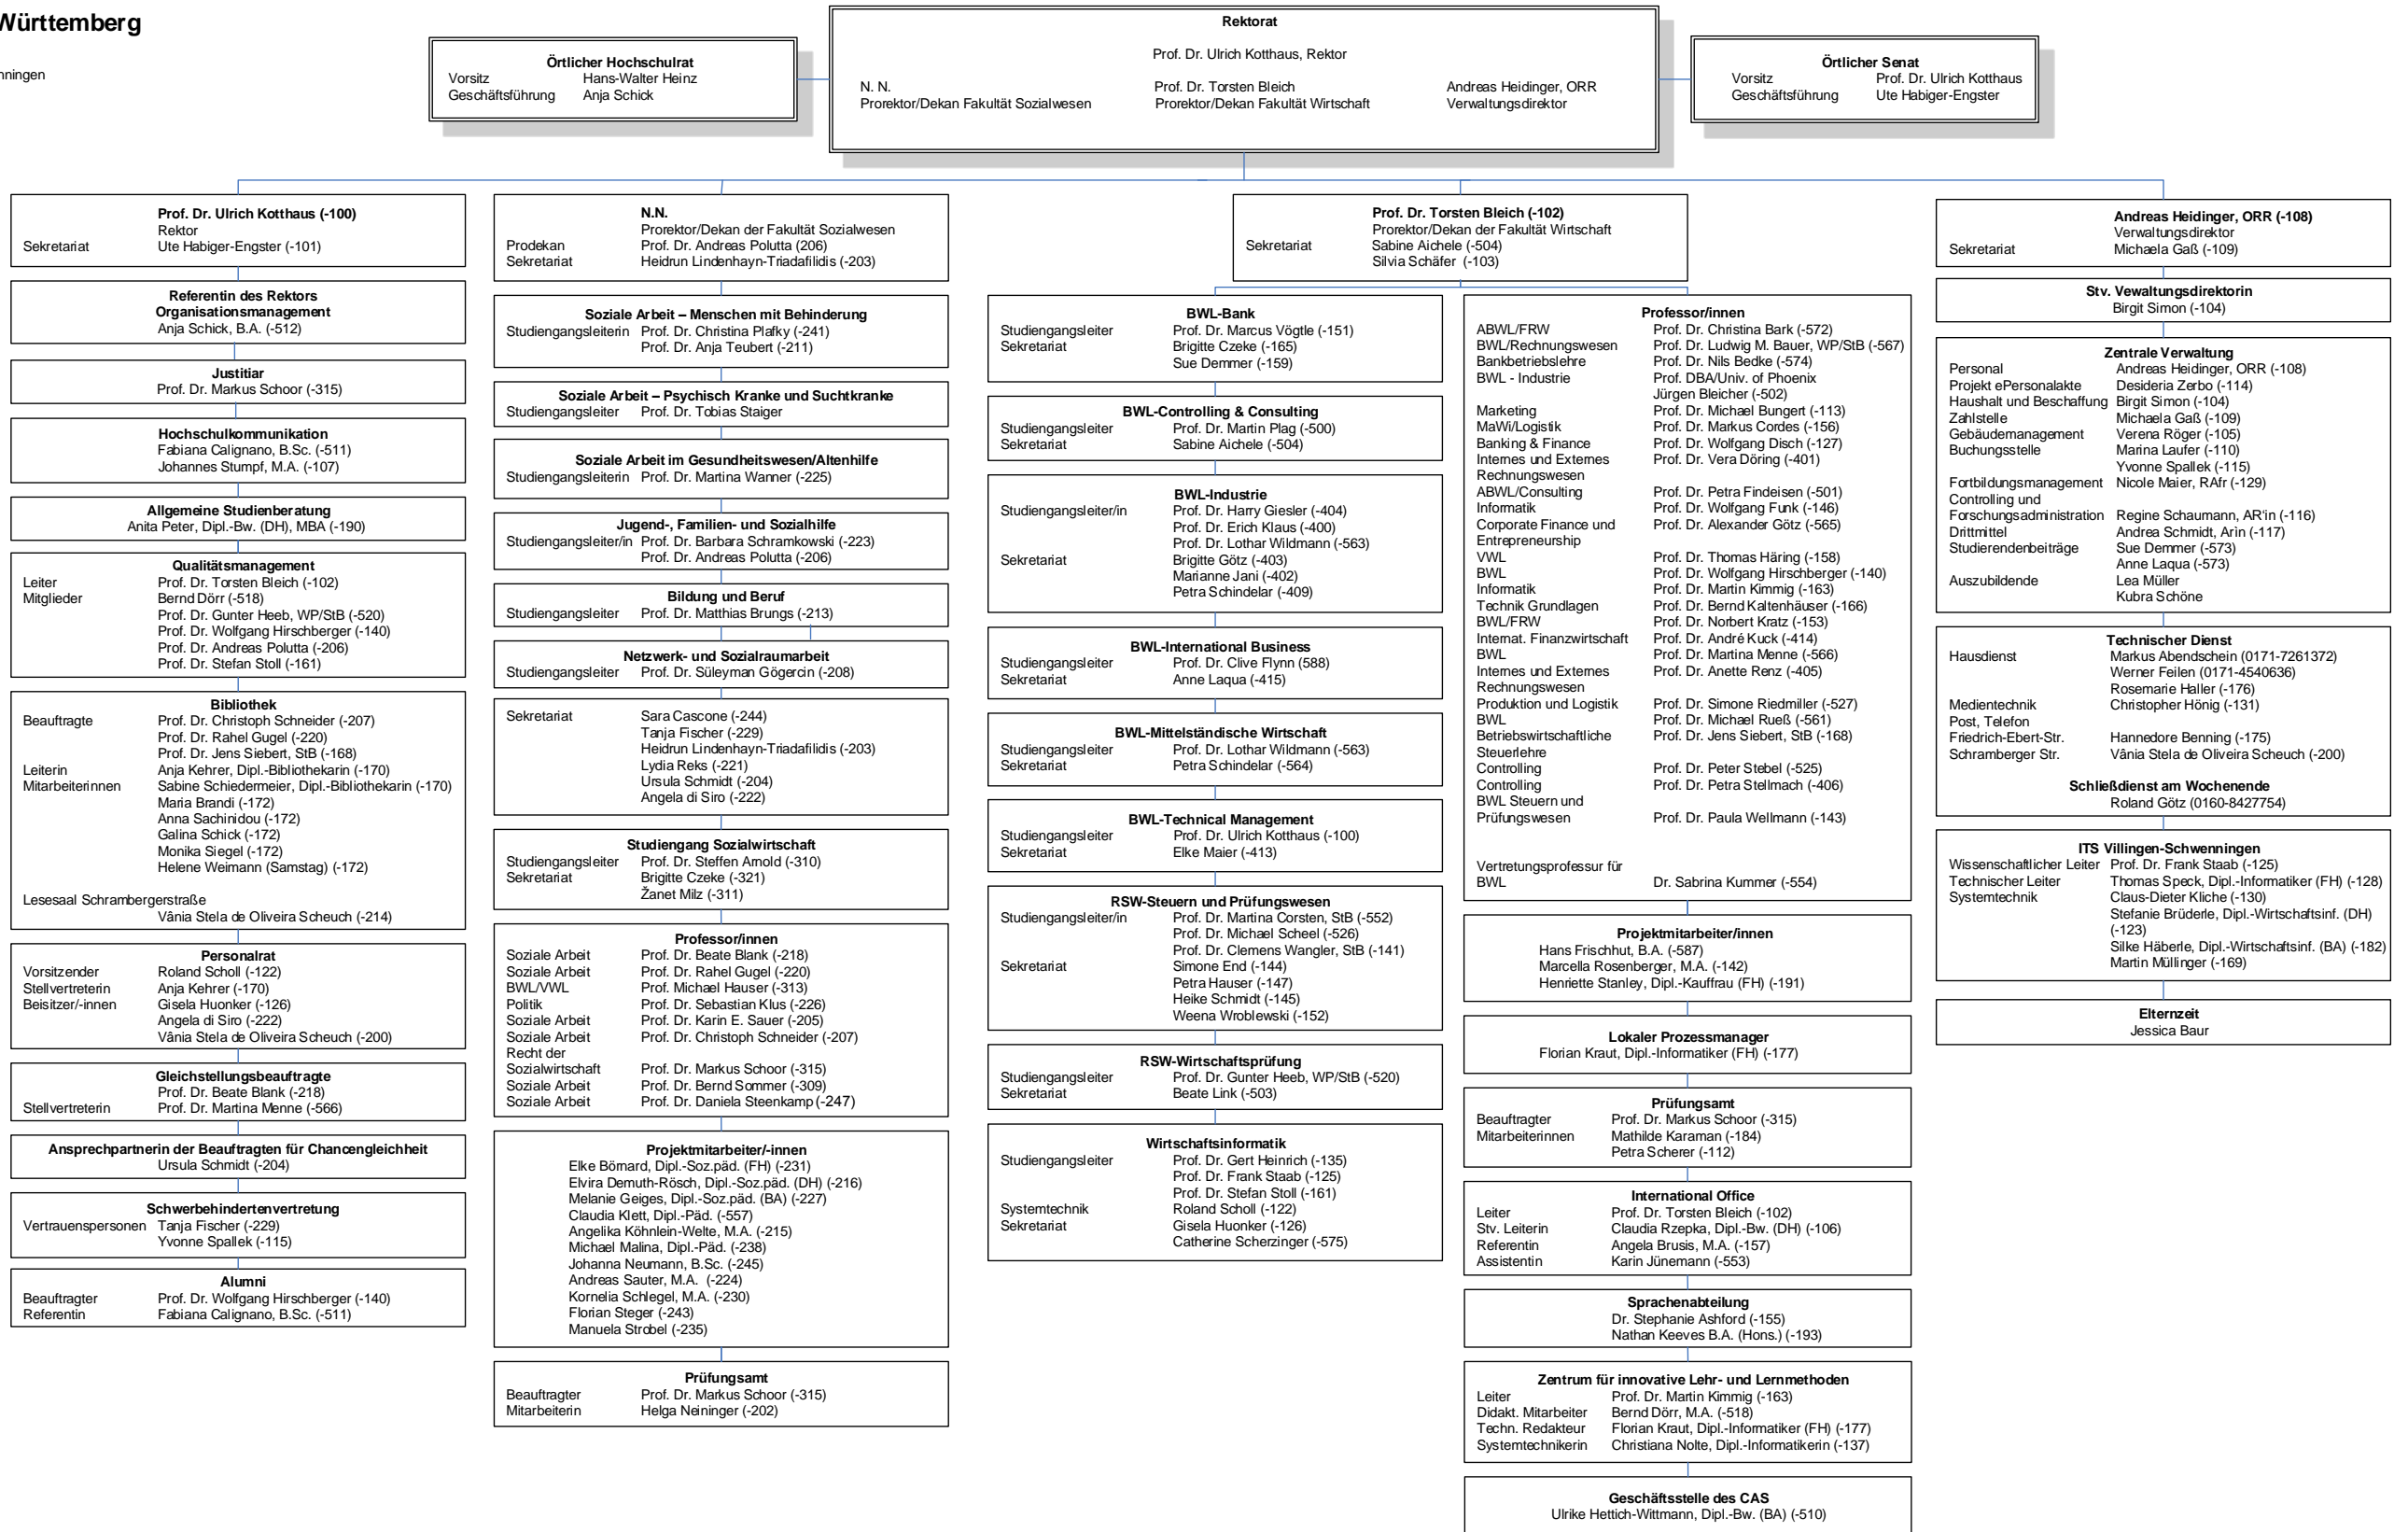 Württemberg
nningen
Örtlicher Hochschulrat
Vorsitz Hans-Walter Heinz
Geschäftsführung Anja Schick
Rektorat
Prof. Dr. Ulrich Kotthaus, Rektor
N. N. Prof. Dr. Torsten Bleich Andreas Heidinger, ORR
Prorektor/Dekan Fakultät Sozialwesen Prorektor/Dekan Fakultät Wirtschaft Verwaltungsdirektor
Örtlicher Senat
Vorsitz Prof. Dr. Ulrich Kotthaus
Geschäftsführung Ute Habiger-Engster
Prof. Dr. Ulrich Kotthaus (-100)
Rektor
Sekretariat Ute Habiger-Engster (-101)
Referentin des Rektors
Organisationsmanagement
Anja Schick, B.A. (-512)
Justitiar
Prof. Dr. Markus Schoor (-315)
Hochschulkommunikation
Fabiana Calignano, B.Sc. (-511)
Johannes Stumpf, M.A. (-107)
Allgemeine Studienberatung
Anita Peter, Dipl.-Bw. (DH), MBA (-190)
Qualitätsmanagement
Leiter Prof. Dr. Torsten Bleich (-102)
Mitglieder Bernd Dörr (-518)
Prof. Dr. Gunter Heeb, WP/StB (-520)
Prof. Dr. Wolfgang Hirschberger (-140)
Prof. Dr. Andreas Polutta (-206)
Prof. Dr. Stefan Stoll (-161)
Bibliothek
Beauftragte Prof. Dr. Christoph Schneider (-207)
Prof. Dr. Rahel Gugel (-220)
Prof. Dr. Jens Siebert, StB (-168)
Leiterin Anja Kehrer, Dipl.-Bibliothekarin (-170)
Mitarbeiterinnen Sabine Schiedermeier, Dipl.-Bibliothekarin (-170)
Maria Brandi (-172)
Anna Sachinidou (-172)
Galina Schick (-172)
Monika Siegel (-172)
Helene Weimann (Samstag) (-172)
Lesesaal Schrambergerstraße
Vânia Stela de Oliveira Scheuch (-214)
Personalrat
Vorsitzender Roland Scholl (-122)
Stellvertreterin Anja Kehrer (-170)
Beisitzer/-innen Gisela Huonker (-126)
Angela di Siro (-222)
Vânia Stela de Oliveira Scheuch (-200)
Gleichstellungsbeauftragte
Prof. Dr. Beate Blank (-218)
Stellvertreterin Prof. Dr. Martina Menne (-566)
Ansprechpartnerin der Beauftragten für Chancengleichheit
Ursula Schmidt (-204)
Schwerbehindertenvertretung
Vertrauenspersonen Tanja Fischer (-229)
Yvonne Spallek (-115)
Alumni
Beauftragter Prof. Dr. Wolfgang Hirschberger (-140)
Referentin Fabiana Calignano, B.Sc. (-511)
N.N.
Prorektor/Dekan der Fakultät Sozialwesen
Prodekan Prof. Dr. Andreas Polutta (206)
Sekretariat Heidrun Lindenhayn-Triadafilidis (-203)
Soziale Arbeit – Menschen mit Behinderung
Studiengangsleiterin Prof. Dr. Christina Plafky (-241)
Prof. Dr. Anja Teubert (-211)
Soziale Arbeit – Psychisch Kranke und Suchtkranke
Studiengangsleiter Prof. Dr. Tobias Staiger
Soziale Arbeit im Gesundheitswesen/Altenhilfe
Studiengangsleiterin Prof. Dr. Martina Wanner (-225)
Jugend-, Familien- und Sozialhilfe
Studiengangsleiter/in Prof. Dr. Barbara Schramkowski (-223)
Prof. Dr. Andreas Polutta (-206)
Bildung und Beruf
Studiengangsleiter Prof. Dr. Matthias Brungs (-213)
Netzwerk- und Sozialraumarbeit
Studiengangsleiter Prof. Dr. Süleyman Gögercin (-208)
Sekretariat Sara Cascone (-244)
Tanja Fischer (-229)
Heidrun Lindenhayn-Triadafilidis (-203)
Lydia Reks (-221)
Ursula Schmidt (-204)
Angela di Siro (-222)
Studiengang Sozialwirtschaft
Studiengangsleiter Prof. Dr. Steffen Arnold (-310)
Sekretariat Brigitte Czeke (-321)
Žanet Milz (-311)
Professor/innen
Soziale Arbeit Prof. Dr. Beate Blank (-218)
Soziale Arbeit Prof. Dr. Rahel Gugel (-220)
BWL/VWL Prof. Michael Hauser (-313)
Politik Prof. Dr. Sebastian Klus (-226)
Soziale Arbeit Prof. Dr. Karin E. Sauer (-205)
Soziale Arbeit Prof. Dr. Christoph Schneider (-207)
Recht der
Sozialwirtschaft Prof. Dr. Markus Schoor (-315)
Soziale Arbeit Prof. Dr. Bernd Sommer (-309)
Soziale Arbeit Prof. Dr. Daniela Steenkamp (-247)
Projektmitarbeiter/-innen
Elke Börnard, Dipl.-Soz.päd. (FH) (-231)
Elvira Demuth-Rösch, Dipl.-Soz.päd. (DH) (-216)
Melanie Geiges, Dipl.-Soz.päd. (BA) (-227)
Claudia Klett, Dipl.-Päd. (-557)
Angelika Köhnlein-Welte, M.A. (-215)
Michael Malina, Dipl.-Päd. (-238)
Johanna Neumann, B.Sc. (-245)
Andreas Sauter, M.A. (-224)
Kornelia Schlegel, M.A. (-230)
Florian Steger (-243)
Manuela Strobel (-235)
Prüfungsamt
Beauftragter Prof. Dr. Markus Schoor (-315)
Mitarbeiterin Helga Neininger (-202)
Prof. Dr. Torsten Bleich (-102)
Prorektor/Dekan der Fakultät Wirtschaft
Sekretariat Sabine Aichele (-504)
Silvia Schäfer (-103)
BWL-Bank
Studiengangsleiter Prof. Dr. Marcus Vögtle (-151)
Sekretariat Brigitte Czeke (-165)
Sue Demmer (-159)
BWL-Controlling & Consulting
Studiengangsleiter Prof. Dr. Martin Plag (-500)
Sekretariat Sabine Aichele (-504)
BWL-Industrie
Studiengangsleiter/in Prof. Dr. Harry Giesler (-404)
Prof. Dr. Erich Klaus (-400)
Prof. Dr. Lothar Wildmann (-563)
Sekretariat Brigitte Götz (-403)
Marianne Jani (-402)
Petra Schindelar (-409)
BWL-International Business
Studiengangsleiter Prof. Dr. Clive Flynn (588)
Sekretariat Anne Laqua (-415)
BWL-Mittelständische Wirtschaft
Studiengangsleiter Prof. Dr. Lothar Wildmann (-563)
Sekretariat Petra Schindelar (-564)
BWL-Technical Management
Studiengangsleiter Prof. Dr. Ulrich Kotthaus (-100)
Sekretariat Elke Maier (-413)
RSW-Steuern und Prüfungswesen
Studiengangsleiter/in Prof. Dr. Martina Corsten, StB (-552)
Prof. Dr. Michael Scheel (-526)
Prof. Dr. Clemens Wangler, StB (-141)
Sekretariat Simone End (-144)
Petra Hauser (-147)
Heike Schmidt (-145)
Weena Wroblewski (-152)
RSW-Wirtschaftsprüfung
Studiengangsleiter Prof. Dr. Gunter Heeb, WP/StB (-520)
Sekretariat Beate Link (-503)
Wirtschaftsinformatik
Studiengangsleiter Prof. Dr. Gert Heinrich (-135)
Prof. Dr. Frank Staab (-125)
Prof. Dr. Stefan Stoll (-161)
Systemtechnik Roland Scholl (-122)
Sekretariat Gisela Huonker (-126)
Catherine Scherzinger (-575)
Professor/innen
ABWL/FRW Prof. Dr. Christina Bark (-572)
BWL/Rechnungswesen Prof. Dr. Ludwig M. Bauer, WP/StB (-567)
Bankbetriebslehre Prof. Dr. Nils Bedke (-574)
BWL - Industrie Prof. DBA/Univ. of Phoenix
Jürgen Bleicher (-502)
Marketing Prof. Dr. Michael Bungert (-113)
MaWi/Logistik Prof. Dr. Markus Cordes (-156)
Banking & Finance Prof. Dr. Wolfgang Disch (-127)
Internes und Externes Prof. Dr. Vera Döring (-401)
Rechnungswesen
ABWL/Consulting Prof. Dr. Petra Findeisen (-501)
Informatik Prof. Dr. Wolfgang Funk (-146)
Corporate Finance und Prof. Dr. Alexander Götz (-565)
Entrepreneurship
VWL Prof. Dr. Thomas Häring (-158)
BWL Prof. Dr. Wolfgang Hirschberger (-140)
Informatik Prof. Dr. Martin Kimmig (-163)
Technik Grundlagen Prof. Dr. Bernd Kaltenhäuser (-166)
BWL/FRW Prof. Dr. Norbert Kratz (-153)
Internat. Finanzwirtschaft Prof. Dr. André Kuck (-414)
BWL Prof. Dr. Martina Menne (-566)
Internes und Externes Prof. Dr. Anette Renz (-405)
Rechnungswesen
Produktion und Logistik Prof. Dr. Simone Riedmiller (-527)
BWL Prof. Dr. Michael Rueß (-561)
Betriebswirtschaftliche Prof. Dr. Jens Siebert, StB (-168)
Steuerlehre
Controlling Prof. Dr. Peter Stebel (-525)
Controlling Prof. Dr. Petra Stellmach (-406)
BWL Steuern und
Prüfungswesen Prof. Dr. Paula Wellmann (-143)
Vertretungsprofessur für
BWL Dr. Sabrina Kummer (-554)
Projektmitarbeiter/innen
Hans Frischhut, B.A. (-587)
Marcella Rosenberger, M.A. (-142)
Henriette Stanley, Dipl.-Kauffrau (FH) (-191)
Lokaler Prozessmanager
Florian Kraut, Dipl.-Informatiker (FH) (-177)
Prüfungsamt
Beauftragter Prof. Dr. Markus Schoor (-315)
Mitarbeiterinnen Mathilde Karaman (-184)
Petra Scherer (-112)
International Office
Leiter Prof. Dr. Torsten Bleich (-102)
Stv. Leiterin Claudia Rzepka, Dipl.-Bw. (DH) (-106)
Referentin Angela Brusis, M.A. (-157)
Assistentin Karin Jünemann (-553)
Sprachenabteilung
Dr. Stephanie Ashford (-155)
Nathan Keeves B.A. (Hons.) (-193)
Zentrum für innovative Lehr- und Lernmethoden
Leiter Prof. Dr. Martin Kimmig (-163)
Didakt. Mitarbeiter Bernd Dörr, M.A. (-518)
Techn. Redakteur Florian Kraut, Dipl.-Informatiker (FH) (-177)
Systemtechnikerin Christiana Nolte, Dipl.-Informatikerin (-137)
Geschäftsstelle des CAS
Ulrike Hettich-Wittmann, Dipl.-Bw. (BA) (-510)
Andreas Heidinger, ORR (-108)
Verwaltungsdirektor
Sekretariat Michaela Gaß (-109)
Stv. Vewaltungsdirektorin
Birgit Simon (-104)
Zentrale Verwaltung
Personal Andreas Heidinger, ORR (-108)
Projekt ePersonalakte Desideria Zerbo (-114)
Haushalt und Beschaffung Birgit Simon (-104)
Zahlstelle Michaela Gaß (-109)
Gebäudemanagement Verena Röger (-105)
Buchungsstelle Marina Laufer (-110)
Yvonne Spallek (-115)
Fortbildungsmanagement Nicole Maier, RAfr (-129)
Controlling und
Forschungsadministration Regine Schaumann, AR'in (-116)
Drittmittel Andrea Schmidt, Arin (-117)
Studierendenbeiträge Sue Demmer (-573)
Anne Laqua (-573)
Auszubildende Lea Müller
Kubra Schöne
Technischer Dienst
Hausdienst Markus Abendschein (0171-7261372)
Werner Feilen (0171-4540636)
Rosemarie Haller (-176)
Medientechnik Christopher Hönig (-131)
Post, Telefon
Friedrich-Ebert-Str. Hannedore Benning (-175)
Schramberger Str. Vânia Stela de Oliveira Scheuch (-200)
Schließdienst am Wochenende
Roland Götz (0160-8427754)
ITS Villingen-Schwenningen
Wissenschaftlicher Leiter Prof. Dr. Frank Staab (-125)
Technischer Leiter Thomas Speck, Dipl.-Informatiker (FH) (-128)
Systemtechnik Claus-Dieter Kliche (-130)
Stefanie Brüderle, Dipl.-Wirtschaftsinf. (DH)
(-123)
Silke Häberle, Dipl.-Wirtschaftsinf. (BA) (-182)
Martin Müllinger (-169)
Elternzeit
Jessica Baur